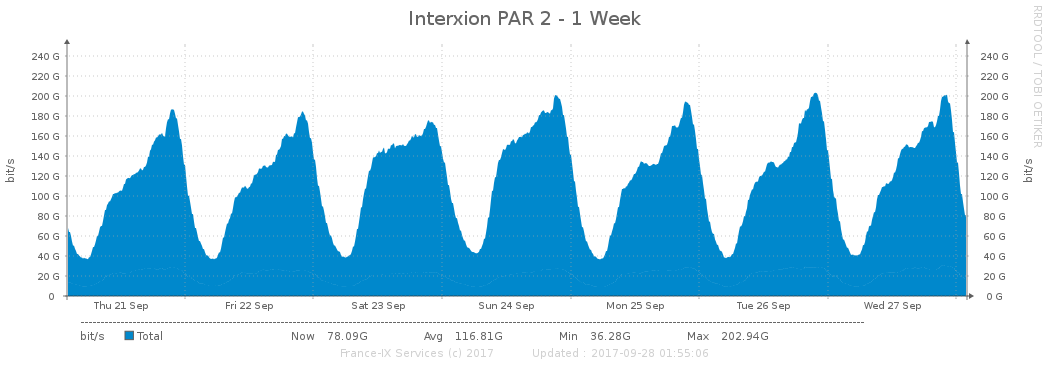 Interxion PAR 2 - 1 Week
RRDTOOL / TOBI OETIKER
240 G 240 G
220 G 220 G
200 G 200 G
180 G 180 G
160 G 160 G
140 G 140 G
120 G 120 G
100 G 100 G
80 G 80 G
60 G 60 G
40 G 40 G
20 G 20 G
0 0 G
bit/s
bit/s
Thu 21 Sep Fri 22 Sep Sat 23 Sep Sun 24 Sep Mon 25 Sep Tue 26 Sep Wed 27 Sep
bit/s Total Now 78.09G Avg 116.81G Min 36.28G Max 202.94G
France-IX Services (c) 2017 Updated : 2017-09-28 01:55:06